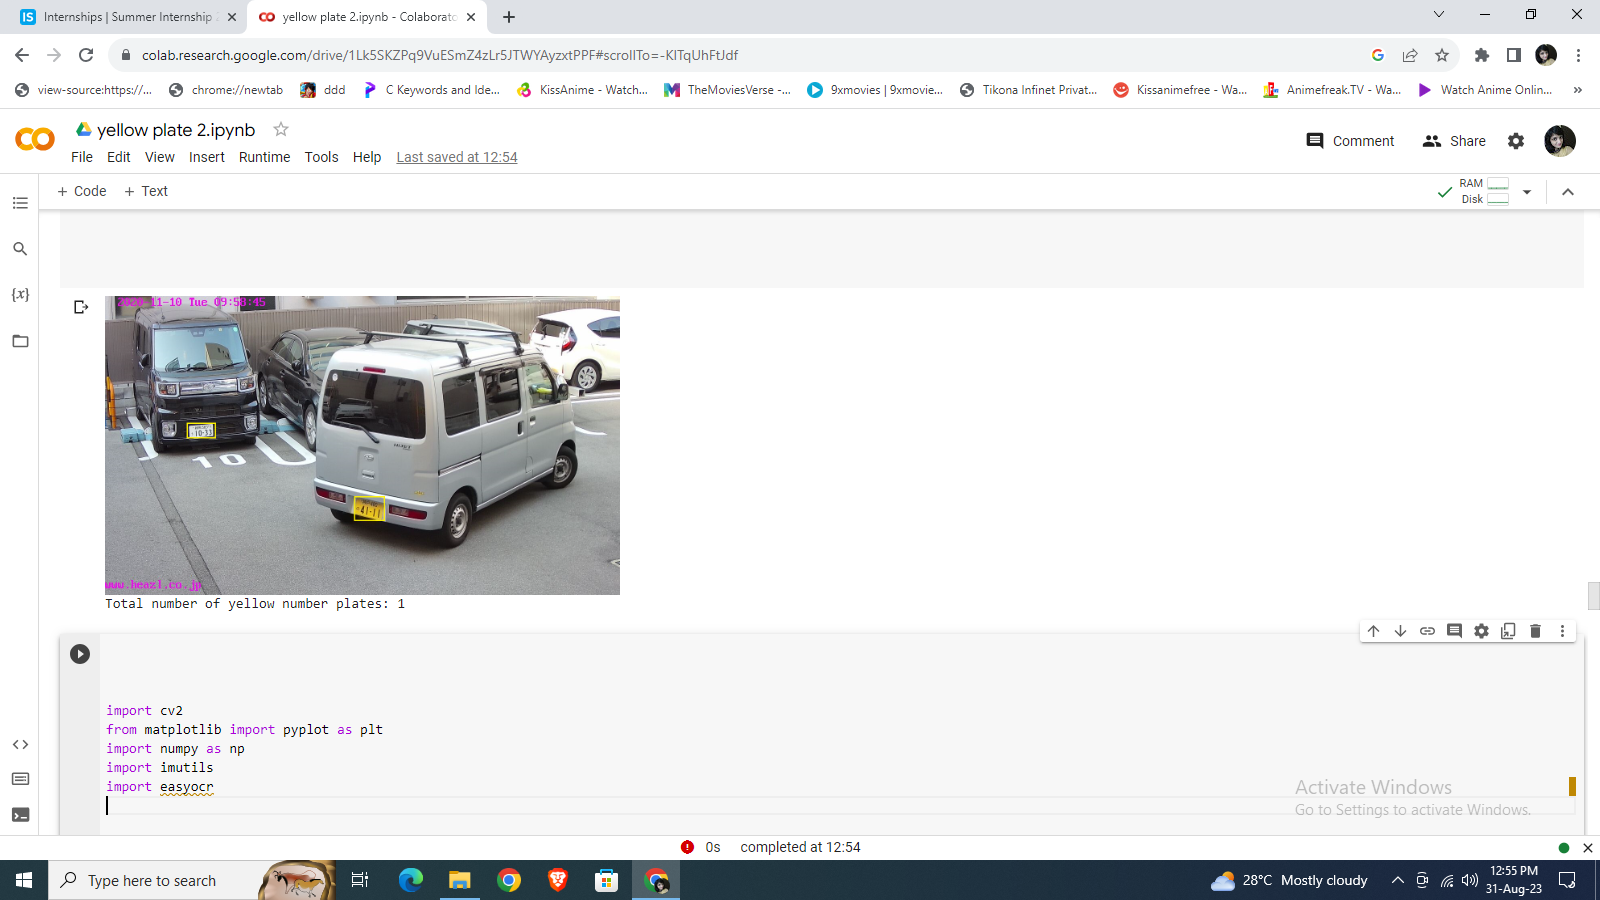 Internships | Summer Internship
yellow plate 2.ipynb - Colaborato
colab.research.google.com/drive/1Lk5SKZPq9VuESmZ4zLr5JTWYAyzxtPPF#scrollTo=-KlTqUhFtJdf
view-source:https://...
chrome://newtab
ddd
C Keywords and Ide...
KissAnime - Watch...
TheMoviesVerse -...
9xmovies | 9xmovie...
Tikona Infinet Privat...
Kissanimefree - Wa...
Animefreak.TV - Wa...
Watch Anime Onlin...
yellow plate 2.ipynb
File Edit View Insert Runtime Tools Help Last saved at 12:54
Comment
Share
+ Code + Text
RAM
Disk
2020-11-10 Tue 09:58:45
10-33
10
41-11
www.heazl.co.jp
Total number of yellow number plates: 1
import cv2
from matplotlib import pyplot as plt
import numpy as np
import imutils
import easyocr
Activate Windows
Go to Settings to activate Windows.
0s completed at 12:54
Type here to search
28°C Mostly cloudy
12:55 PM
31-Aug-23